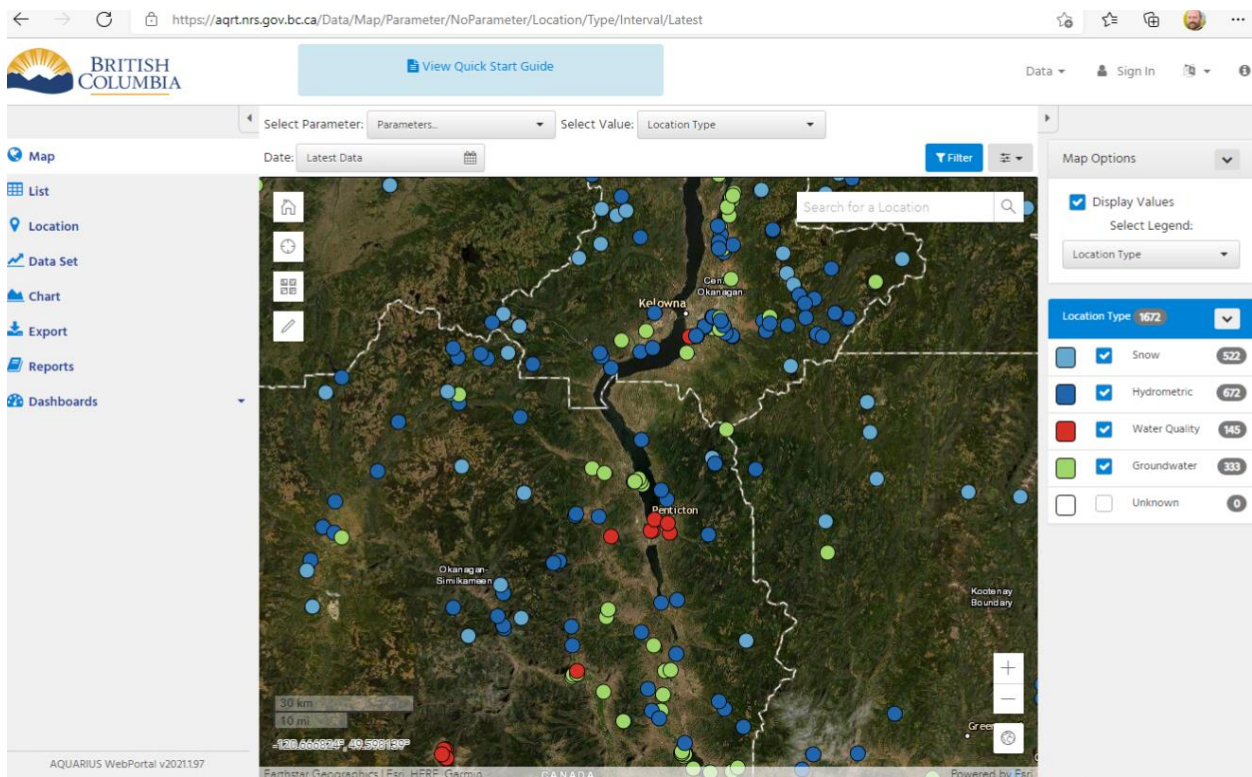 https://aqrt.nrs.gov.bc.ca/Data/Map/Parameter/NoParameter/Location/Type/Interval/Latest
BRITISH
COLUMBIA
View Quick Start Guide
Data
Sign In
Select Parameter: Parameters...
Select Value: Location Type
Date: Latest Data
Filter
Map
List
Location
Data Set
Chart
Export
Reports
Dashboards
AQUARIUS WebPortal v2021.1.97
Search for a Location
Kelowna
Okanagan
Penticton
Okanagan-
Similkameen
Kootenay
Boundary
30 km
10 mi
-120.666824°, 49.598139°
Earthstar Geographics | Esri, HERE, Garmin
CANADA
Powered by Esri
Map Options
Display Values
Select Legend:
Location Type
Location Type 1672
Snow 522
Hydrometric 672
Water Quality 145
Groundwater 333
Unknown 0